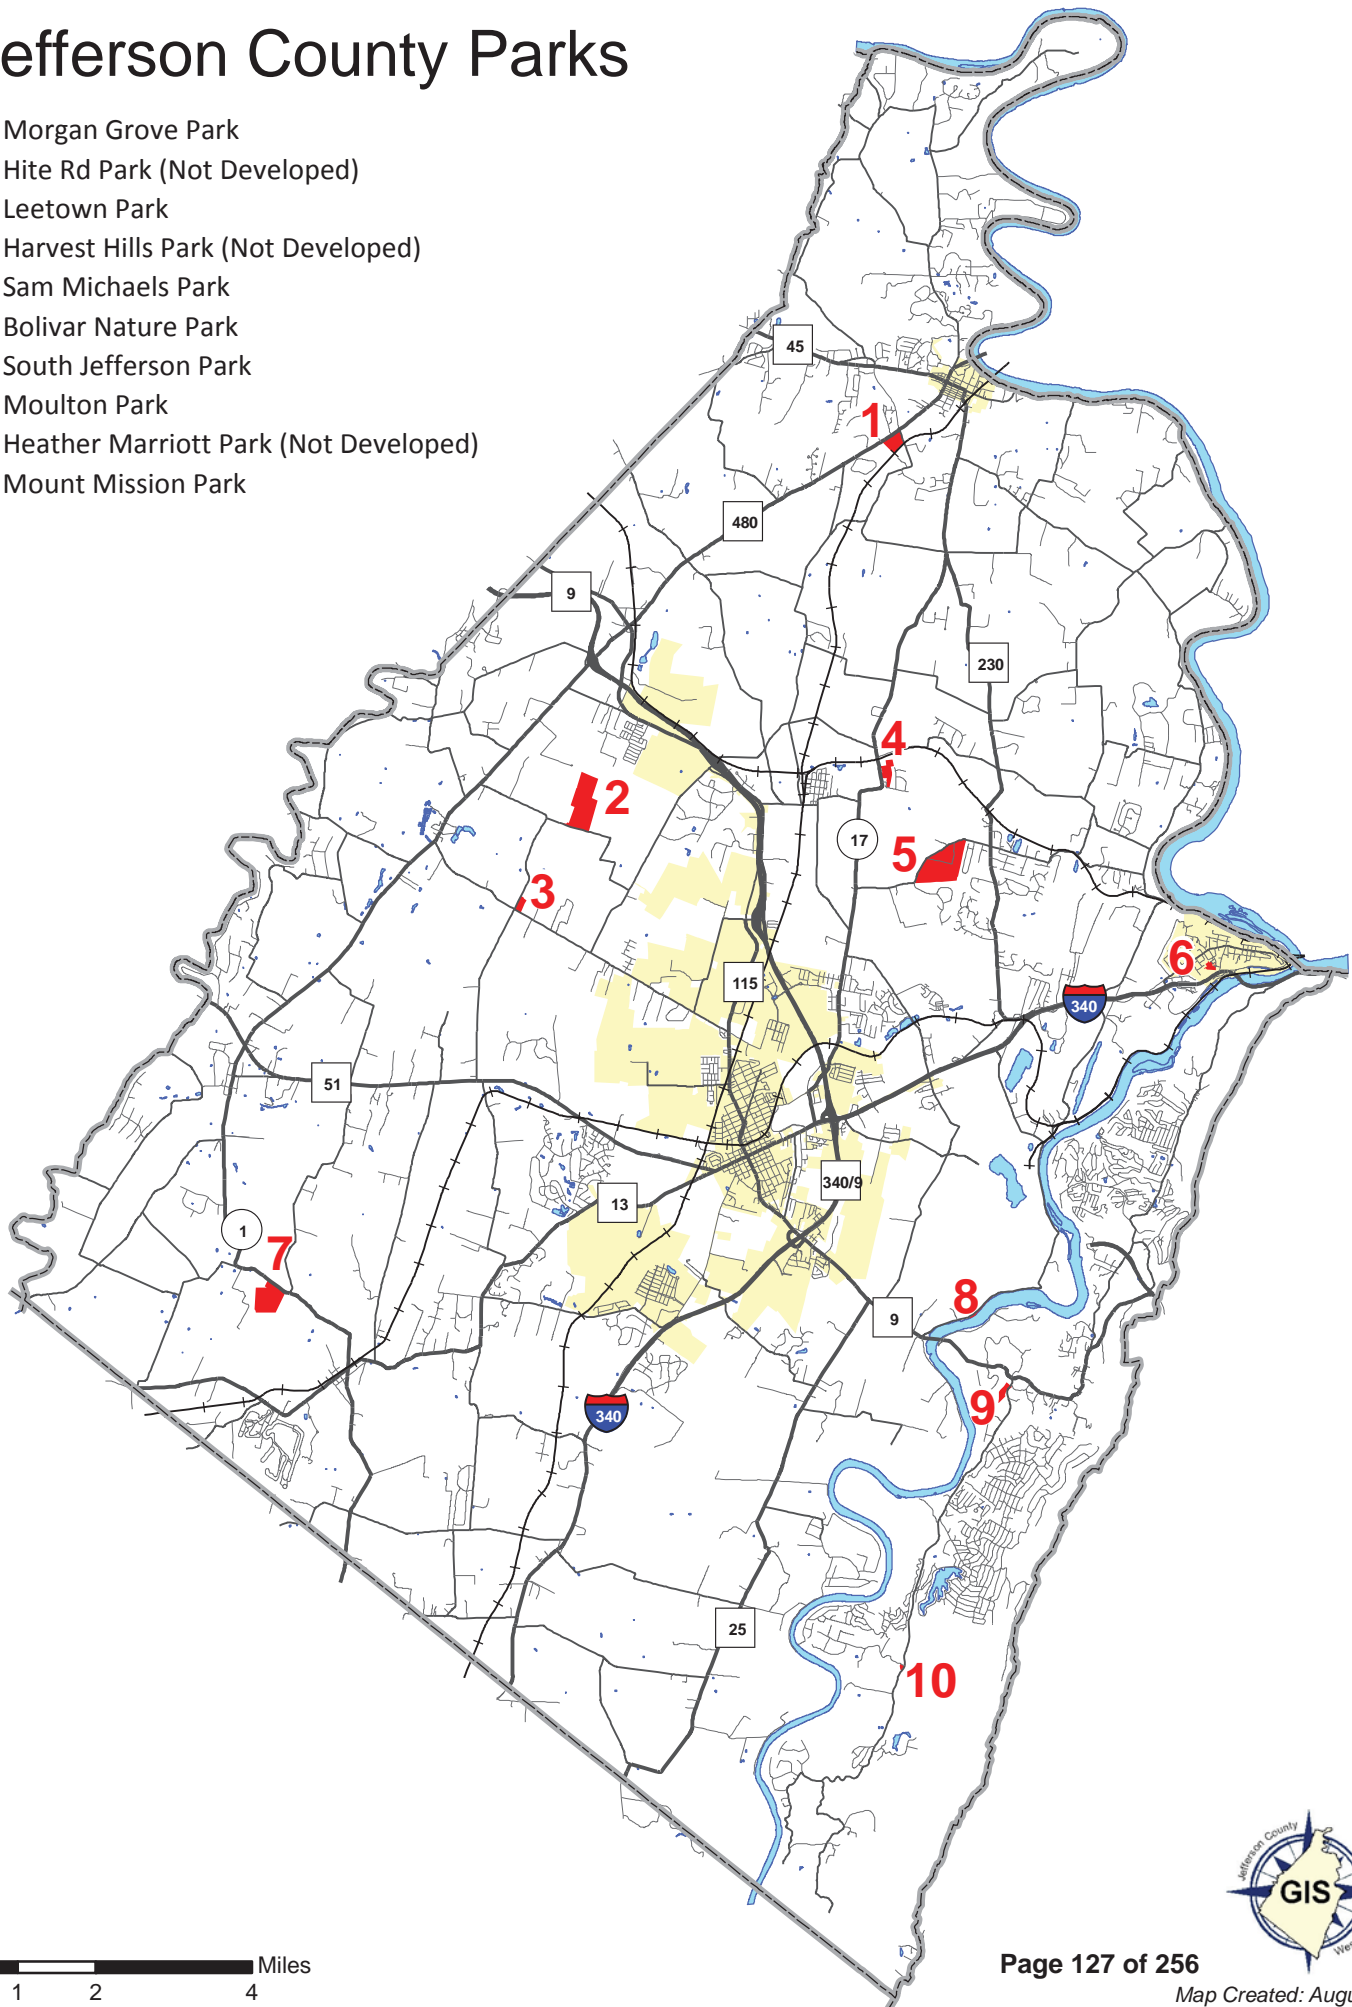 efferson County Parks
Morgan Grove Park
Hite Rd Park (Not Developed)
Leetown Park
Harvest Hills Park (Not Developed)
Sam Michaels Park
Bolivar Nature Park
South Jefferson Park
Moulton Park
Heather Marriott Park (Not Developed)
Mount Mission Park
45
1
480
9
230
4
2
17
5
3
6
115
340
51
13
340/9
1
7
8
9
9
340
25
10
Jefferson County
GIS
Wes
Miles
1 2 4
Page 127 of 256
Map Created: Augu